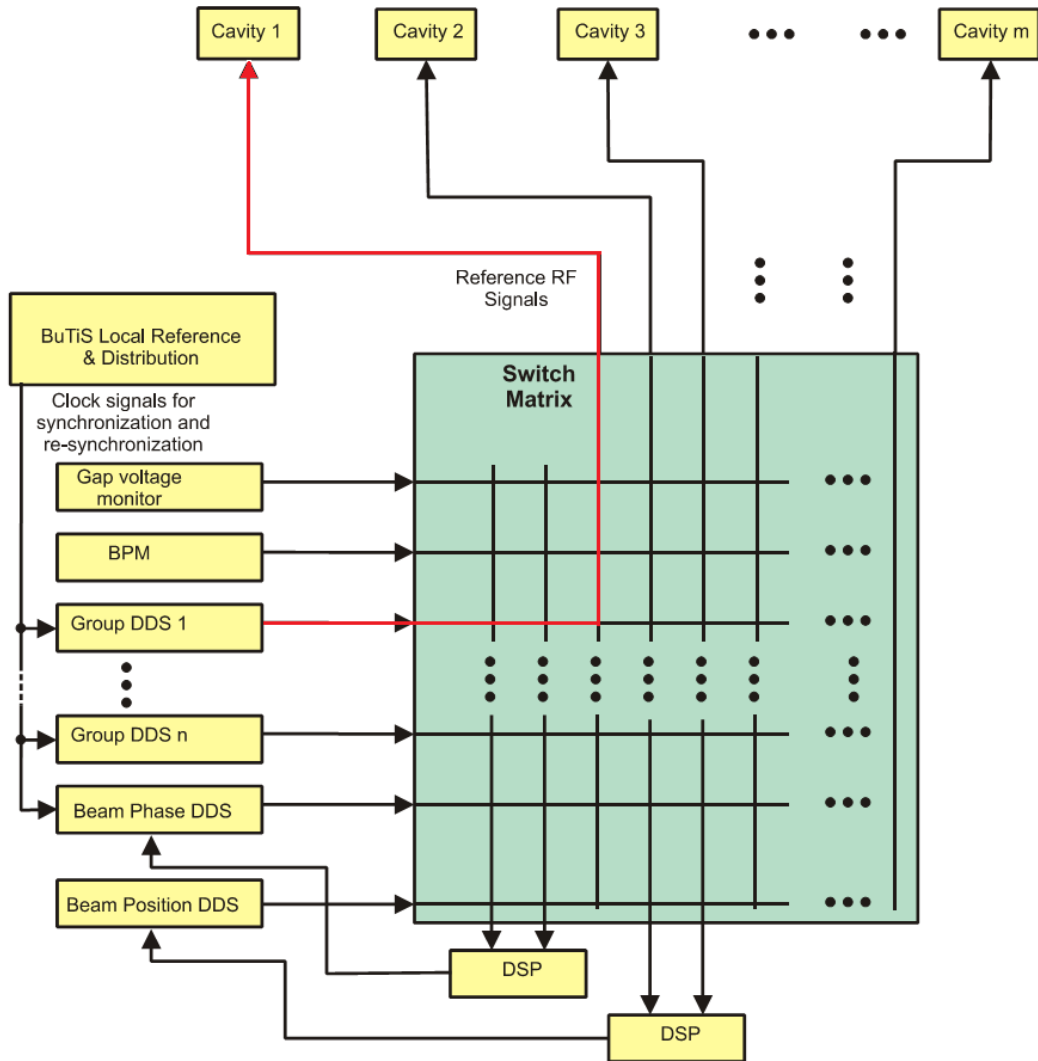 Cavity 1
Cavity 2
Cavity 3
Cavity m
Reference RF
Signals
BuTiS Local Reference
& Distribution
Clock signals for
synchronization and
re-synchronization
Switch
Matrix
Gap voltage
monitor
BPM
Group DDS 1
Group DDS n
Beam Phase DDS
Beam Position DDS
DSP
DSP